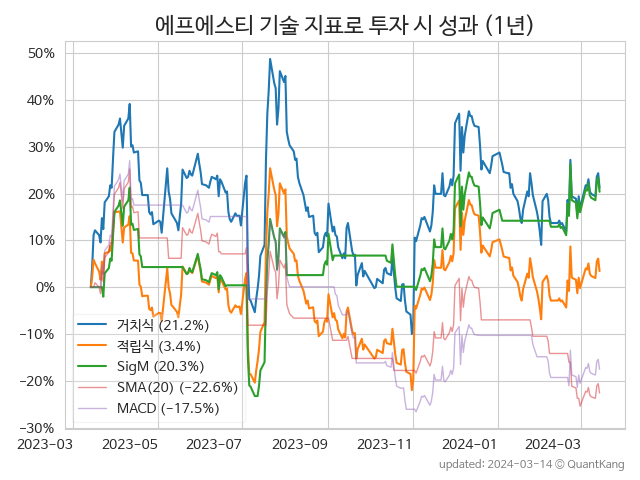 에프에스티 기술 지표로 투자 시 성과 (1년)
50%
40%
30%
20%
10%
0%
−10%
−20%
−30%
거치식 (21.2%)
적립식 (3.4%)
SigM (20.3%)
SMA(20) (−22.6%)
MACD (−17.5%)
2023-03
2023-05
2023-07
2023-09
2023-11
2024-01
2024-03
updated: 2024-03-14 © QuantKang